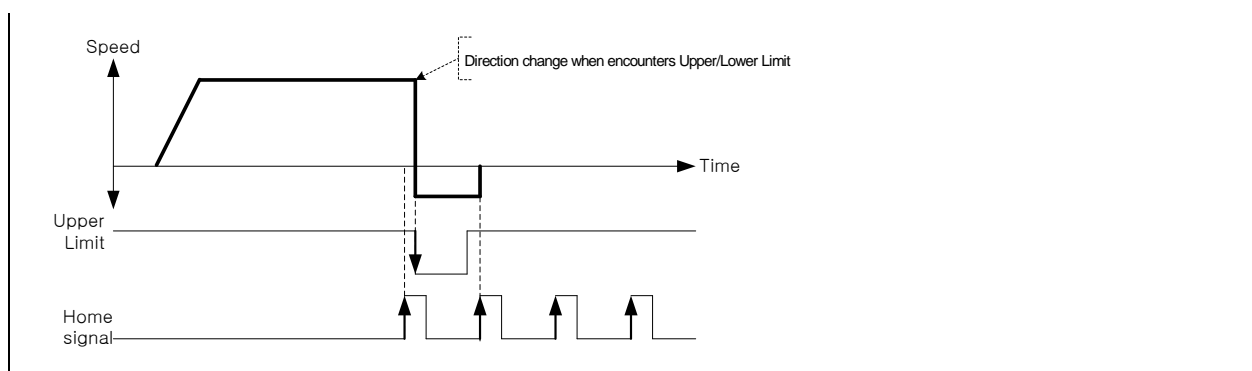 Speed
Direction change when encounters Upper/Lower Limit
Time
Upper
Limit
Home
signal